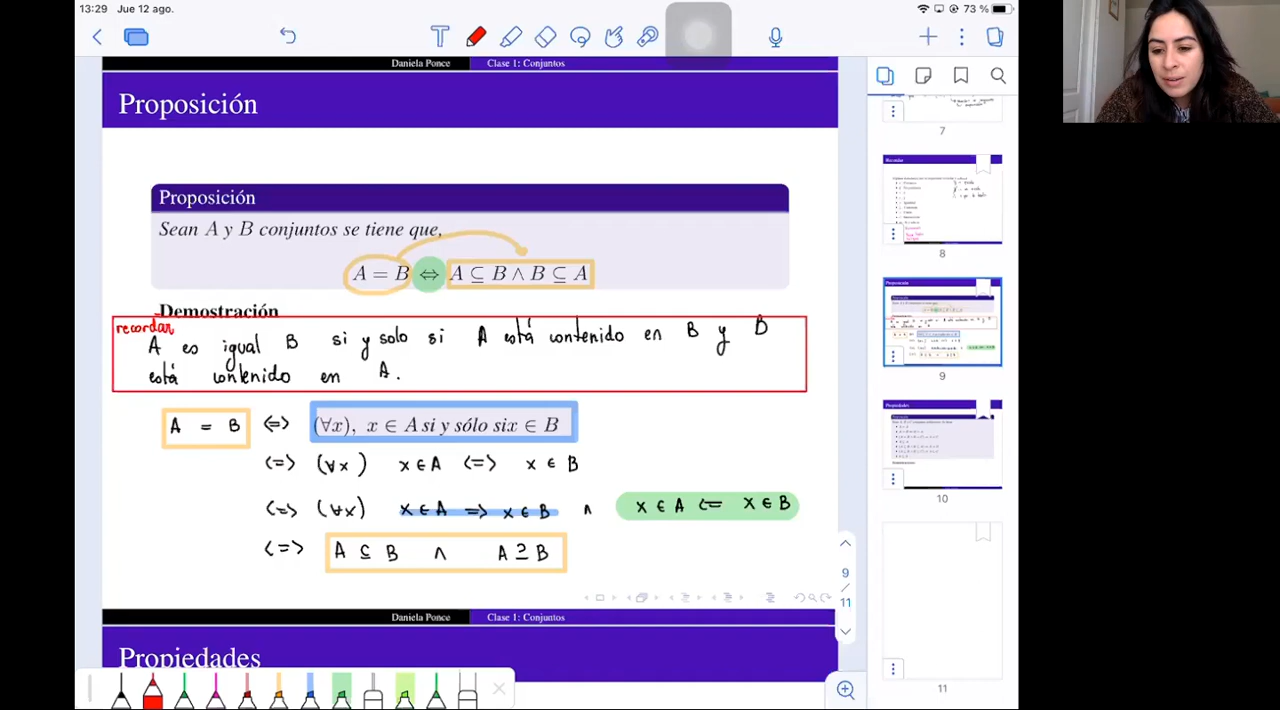 13:29 Jue 12 ago.
73 %
Daniela Ponce Clase 1: Conjuntos
Proposición
Proposición
Sean A y B conjuntos se tiene que,
A = B ⇔ A ⊆ B ∧ B ⊆ A
Demostración
recordar
A es igual B si y solo si A está contenido en B y B
está contenido en A.
A = B ⇔ (∀x), x ∈ A si y sólo six ∈ B
<=> (∀x) x ∈ A <=> x ∈ B
<=> (∀x) x ∈ A => x ∈ B ∧ x ∈ A <= x ∈ B
<=> A ⊆ B ∧ A ⊇ B
Daniela Ponce Clase 1: Conjuntos
Propiedades
7
8
9
10
11
9
/
11